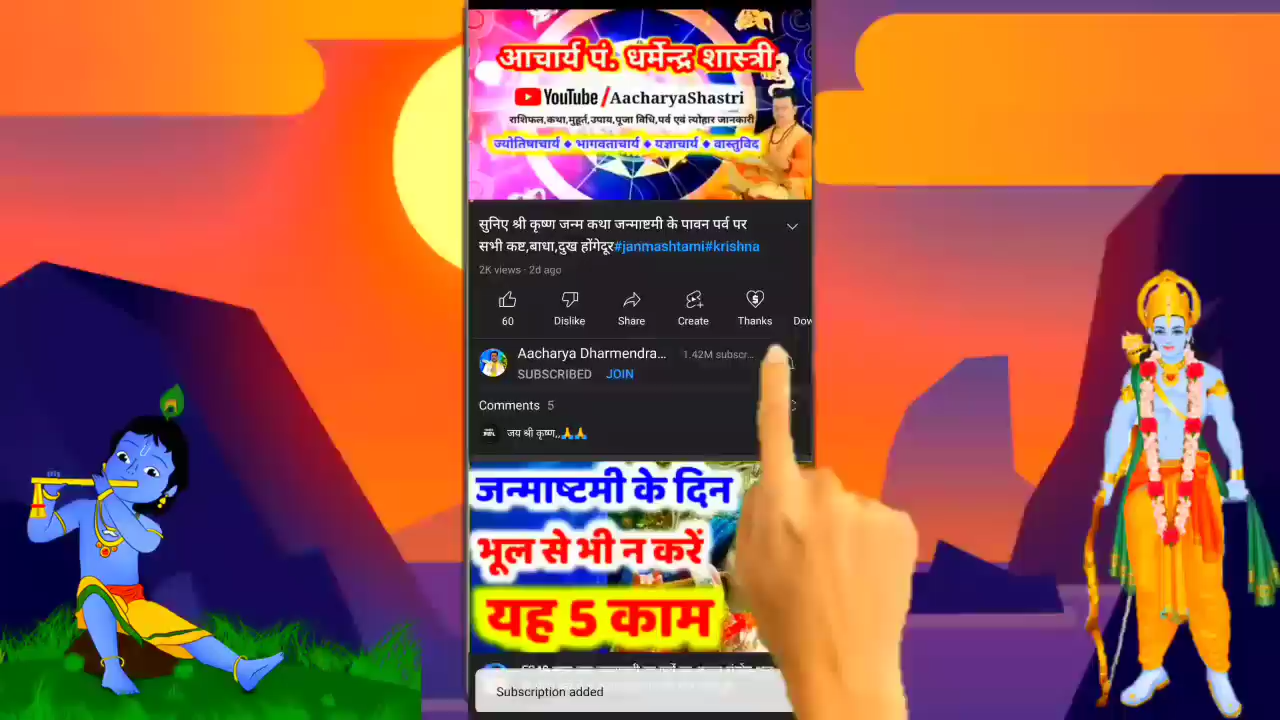 आचार्य पं. धर्मेन्द्र शास्त्री
YouTube /AacharyaShastri
राशिफल,कथा,मुहूर्त,उपाय,पूजा विधि,पर्व एवं त्योहार जानकारी
ज्योतिषाचार्य ◆ भागवताचार्य ◆ यज्ञाचार्य ◆ वास्तुविद
सुनिए श्री कृष्ण जन्म कथा जन्माष्टमी के पावन पर्व पर
सभी कष्ट,बाधा,दुख होंगेदूर#janmashtami#krishna
2K views · 2d ago
60 Dislike Share Create Thanks Dow
Aacharya Dharmendra... 1.42M subscr...
SUBSCRIBED JOIN
Comments 5
जय श्री कृष्ण,,🙏🙏
जन्माष्टमी के दिन
भूल से भी न करें
यह 5 काम
Subscription added